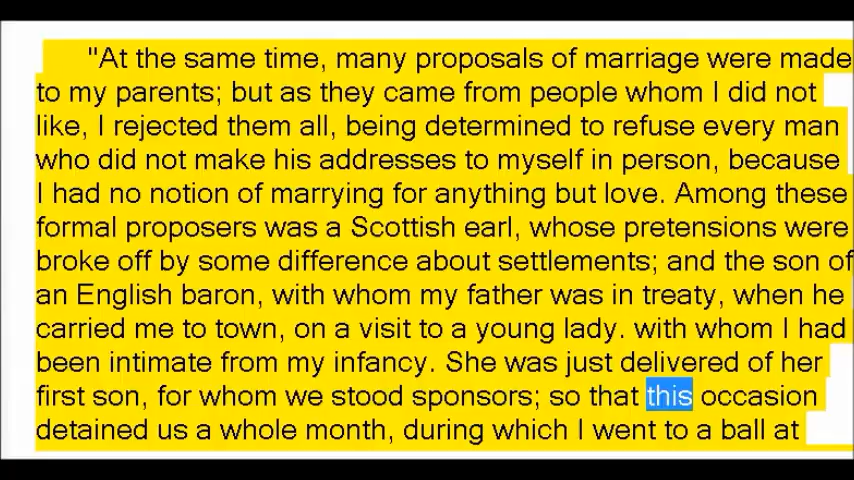 "At the same time, many proposals of marriage were made
to my parents; but as they came from people whom I did not
like, I rejected them all, being determined to refuse every man
who did not make his addresses to myself in person, because
I had no notion of marrying for anything but love. Among these
formal proposers was a Scottish earl, whose pretensions were
broke off by some difference about settlements; and the son of
an English baron, with whom my father was in treaty, when he
carried me to town, on a visit to a young lady. with whom I had
been intimate from my infancy. She was just delivered of her
first son, for whom we stood sponsors; so that this occasion
detained us a whole month, during which I went to a ball at